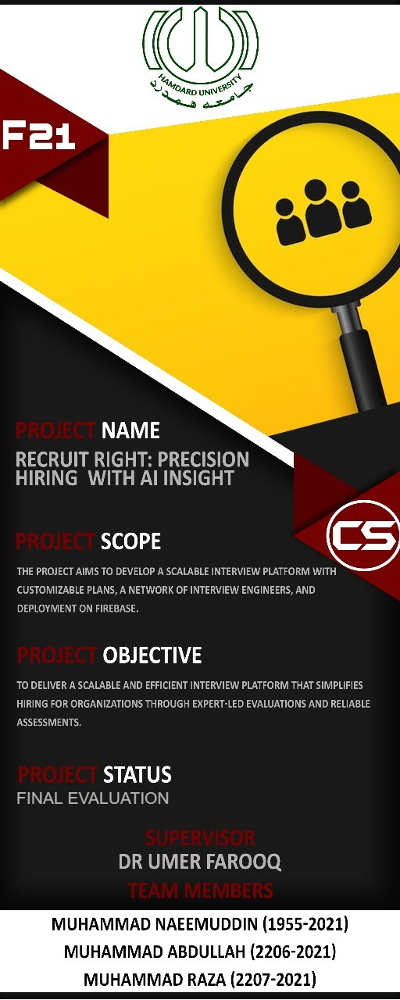 HAMDARD UNIVERSITY
جامعه همدرد
F21
PROJECT NAME
RECRUIT RIGHT: PRECISION
HIRING WITH AI INSIGHT
CS
PROJECT SCOPE
THE PROJECT AIMS TO DEVELOP A SCALABLE INTERVIEW PLATFORM WITH
CUSTOMIZABLE PLANS, A NETWORK OF INTERVIEW ENGINEERS, AND
DEPLOYMENT ON FIREBASE.
PROJECT OBJECTIVE
TO DELIVER A SCALABLE AND EFFICIENT INTERVIEW PLATFORM THAT SIMPLIFIES
HIRING FOR ORGANIZATIONS THROUGH EXPERT-LED EVALUATIONS AND RELIABLE
ASSESSMENTS.
PROJECT STATUS
FINAL EVALUATION
SUPERVISOR
DR UMER FAROOQ
TEAM MEMBERS
MUHAMMAD NAEEMUDDIN (1955-2021)
MUHAMMAD ABDULLAH (2206-2021)
MUHAMMAD RAZA (2207-2021)